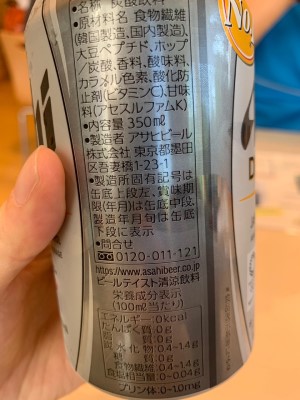 •名称 炭酸飲料
•原材料名 食物繊維
(韓国製造、国内製造)、
大豆ペプチド、ホップ
/炭酸、香料、酸味料、
カラメル色素、酸化防
止剤(ビタミンC)、甘味
料(アセスルファムK)
•内容量 350㎖
•製造者 アサヒビール
株式会社 東京都墨田
区吾妻橋1-23-1
•製造所固有記号は
缶底上段左、賞味期
限(年月)は缶底中段、
製造年月旬は缶底
下段に表示
•問合せ
0120-011-121
https://www.asahibeer.co.jp
ビールテイスト清涼飲料
栄養成分表示
(100㎖当たり)
エネルギー:0kcal
たんぱく質:0g
脂質:0g
炭水化物:0.4~1.4g
糖質:0g
食物繊維:0.4~1.4g
食塩相当量:0~0.04g
プリン体:0~1.0mg
No.
D